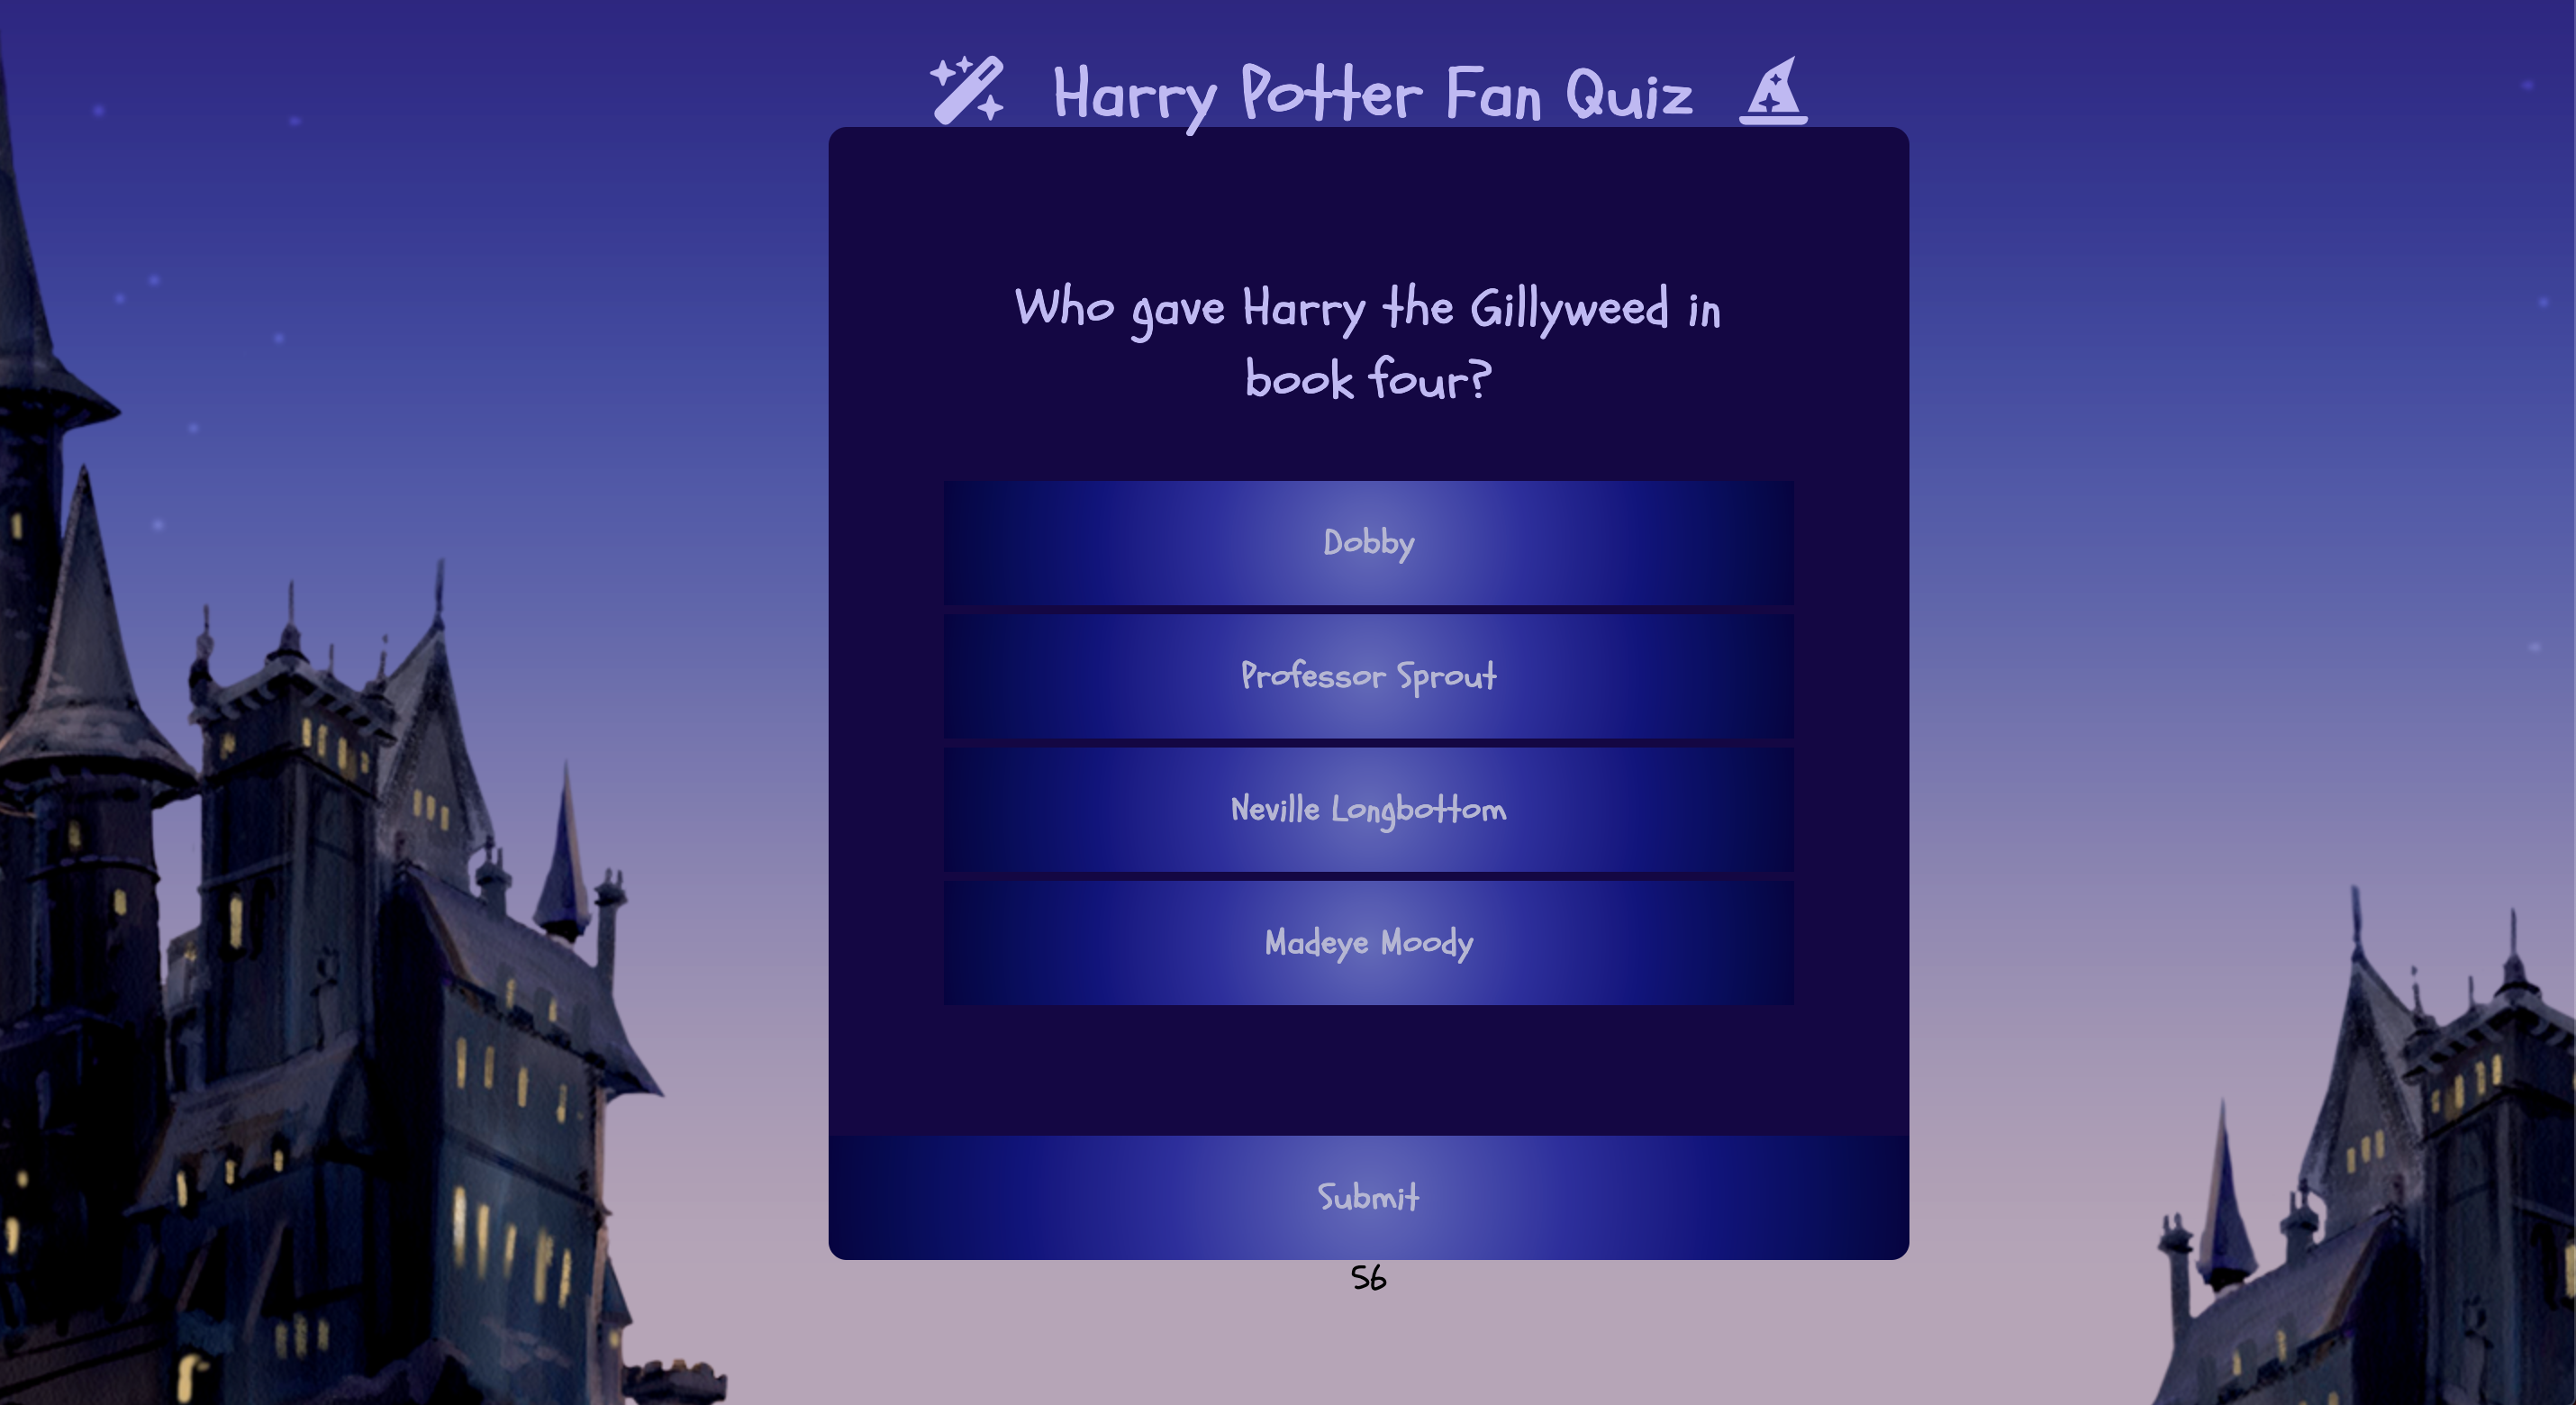 Harry Potter Fan Quiz
Who gave Harry the Gillyweed in
book four?
Dobby
Professor Sprout
Neville Longbottom
Madeye Moody
Submit
56